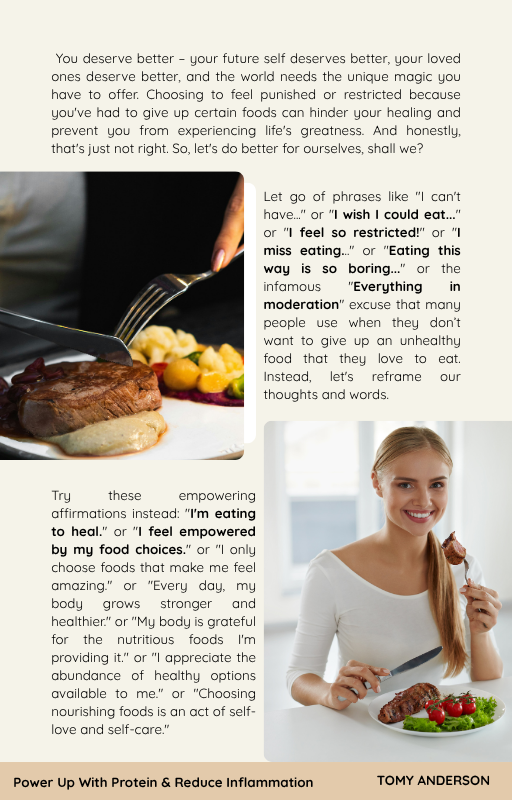 You deserve better – your future self deserves better, your loved
ones deserve better, and the world needs the unique magic you
have to offer. Choosing to feel punished or restricted because
you've had to give up certain foods can hinder your healing and
prevent you from experiencing life's greatness. And honestly,
that's just not right. So, let's do better for ourselves, shall we?
Let go of phrases like "I can't
have..." or "I wish I could eat..."
or "I feel so restricted!" or "I
miss eating..." or "Eating this
way is so boring..." or the
infamous "Everything in
moderation" excuse that many
people use when they don't
want to give up an unhealthy
food that they love to eat.
Instead, let's reframe our
thoughts and words.
Try these empowering
affirmations instead: "I'm eating
to heal." or "I feel empowered
by my food choices." or "I only
choose foods that make me feel
amazing." or "Every day, my
body grows stronger and
healthier." or "My body is grateful
for the nutritious foods I'm
providing it." or "I appreciate the
abundance of healthy options
available to me." or "Choosing
nourishing foods is an act of self-
love and self-care."
Power Up With Protein & Reduce Inflammation
TOMY ANDERSON